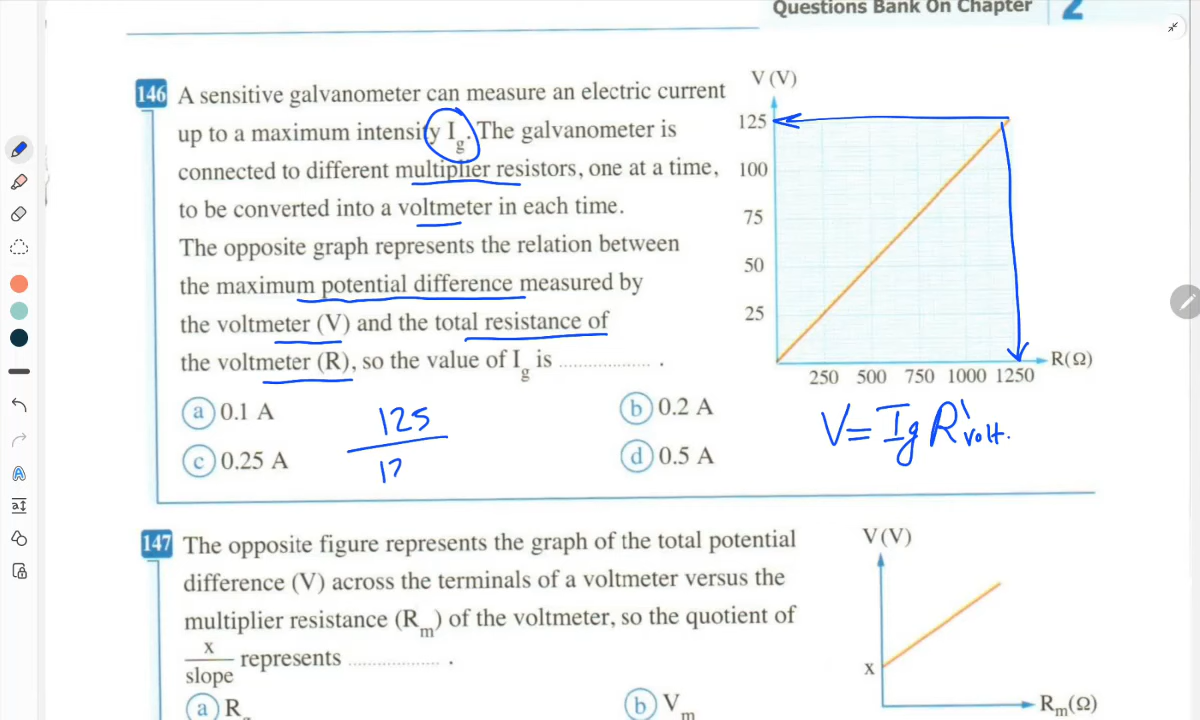 Questions Bank On Chapter 2
146 A sensitive galvanometer can measure an electric current
up to a maximum intensity Ig. The galvanometer is
connected to different multiplier resistors, one at a time,
to be converted into a voltmeter in each time.
The opposite graph represents the relation between
the maximum potential difference measured by
the voltmeter (V) and the total resistance of
the voltmeter (R), so the value of Ig is .................. .
a 0.1 A
b 0.2 A
c 0.25 A
d 0.5 A
125
12
V (V)
125
100
75
50
25
250 500 750 1000 1250
R(Ω)
V= Ig R\volt.
147 The opposite figure represents the graph of the total potential
difference (V) across the terminals of a voltmeter versus the
multiplier resistance (Rm) of the voltmeter, so the quotient of
x
slope represents .................. .
a R
b Vm
V(V)
x
Rm(Ω)